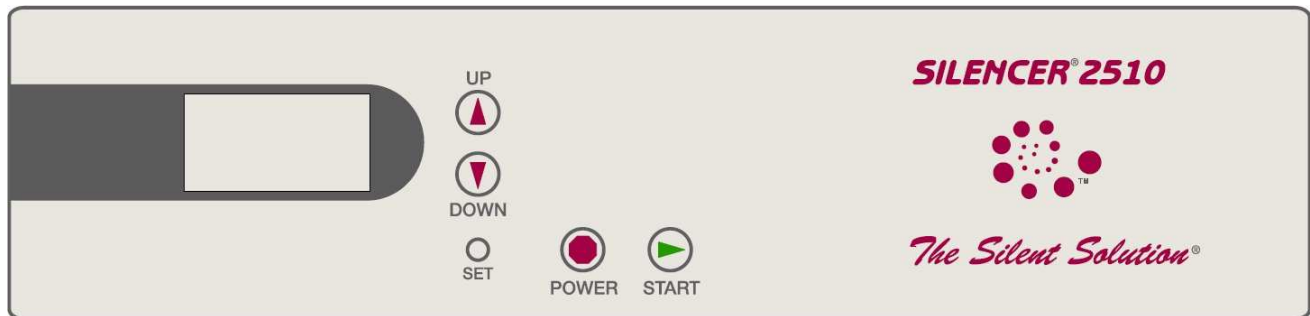 UP
DOWN
SET
POWER
START
SILENCER® 2510
TM
The Silent Solution®